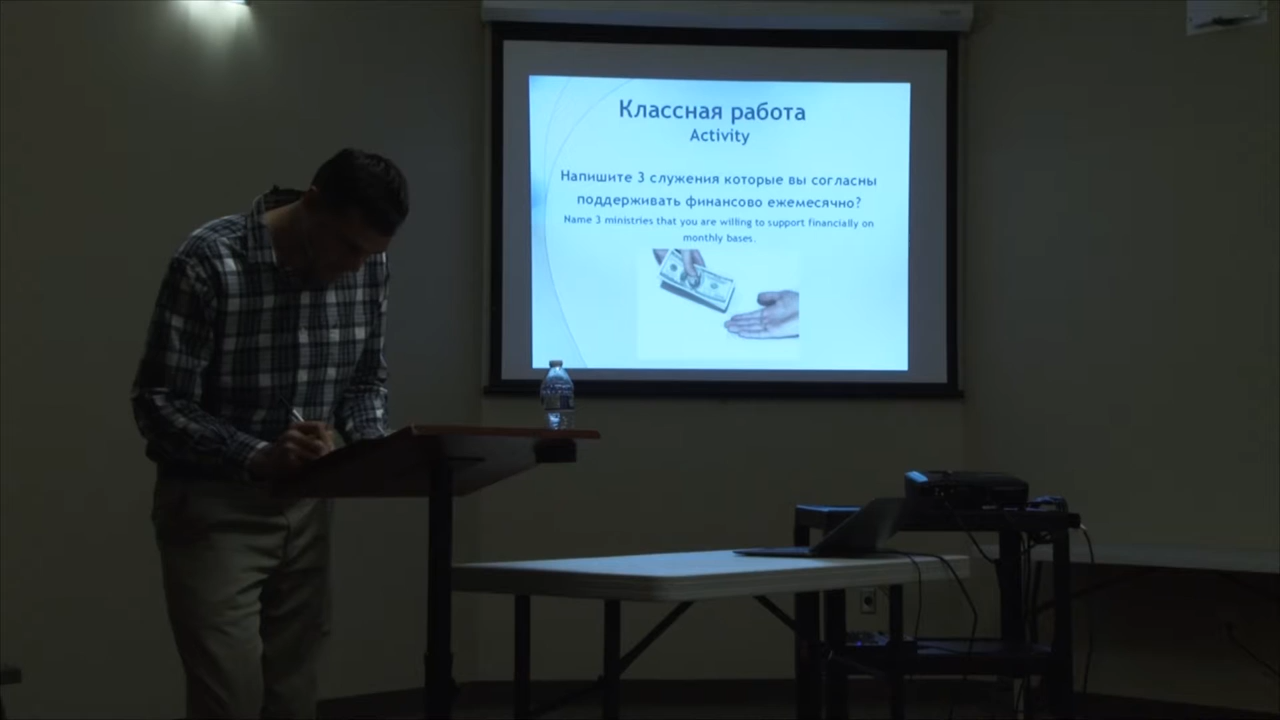 Классная работа
Activity
Напишите 3 служения которые вы согласны
поддерживать финансово ежемесячно?
Name 3 ministries that you are willing to support financially on
monthly bases.